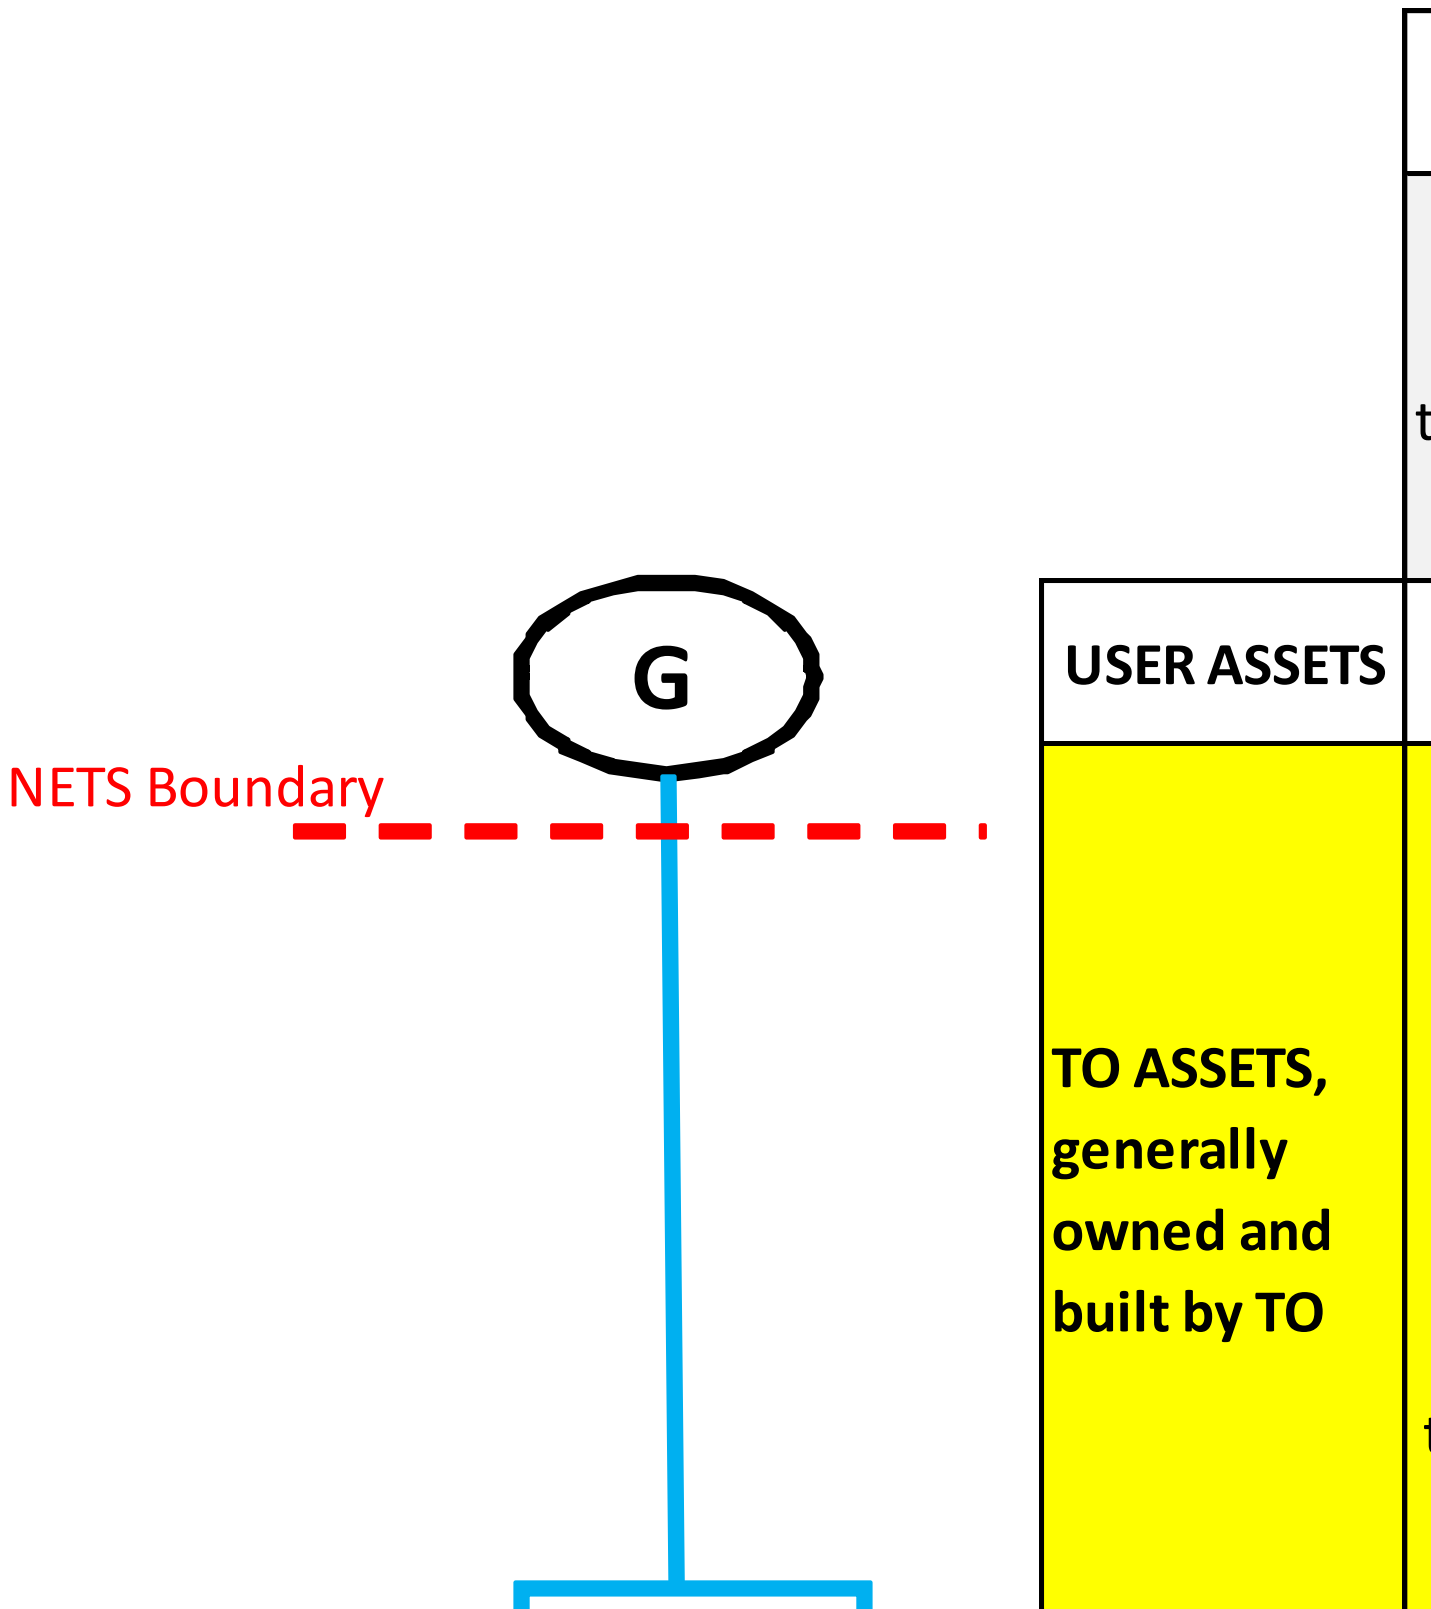 G
USER ASSETS
NETS Boundary
TO ASSETS,
generally
owned and
built by TO